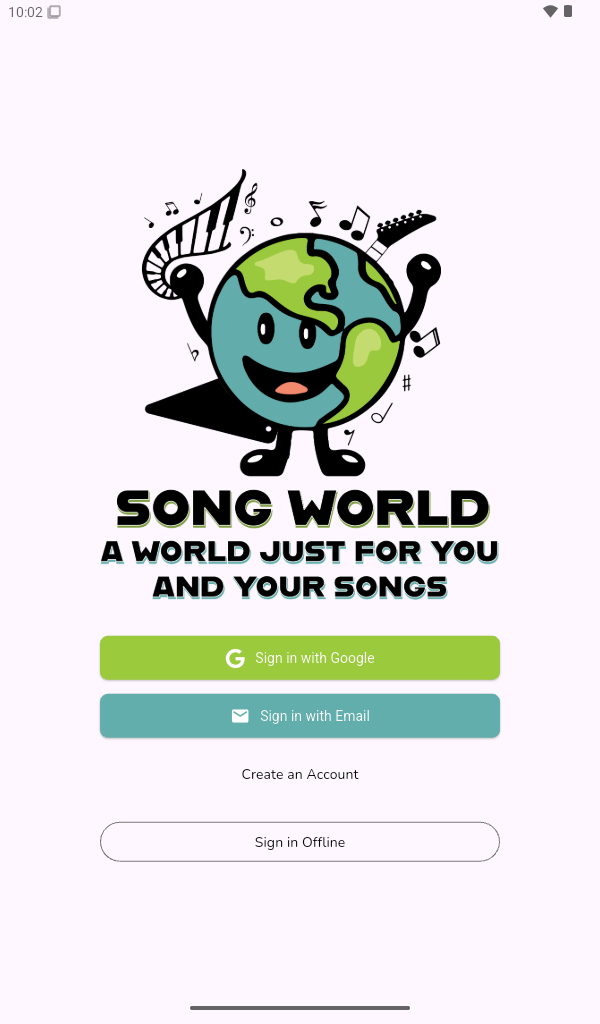 10:02
SONG WORLD
A WORLD JUST FOR YOU
AND YOUR SONGS
Sign in with Google
Sign in with Email
Create an Account
Sign in Offline